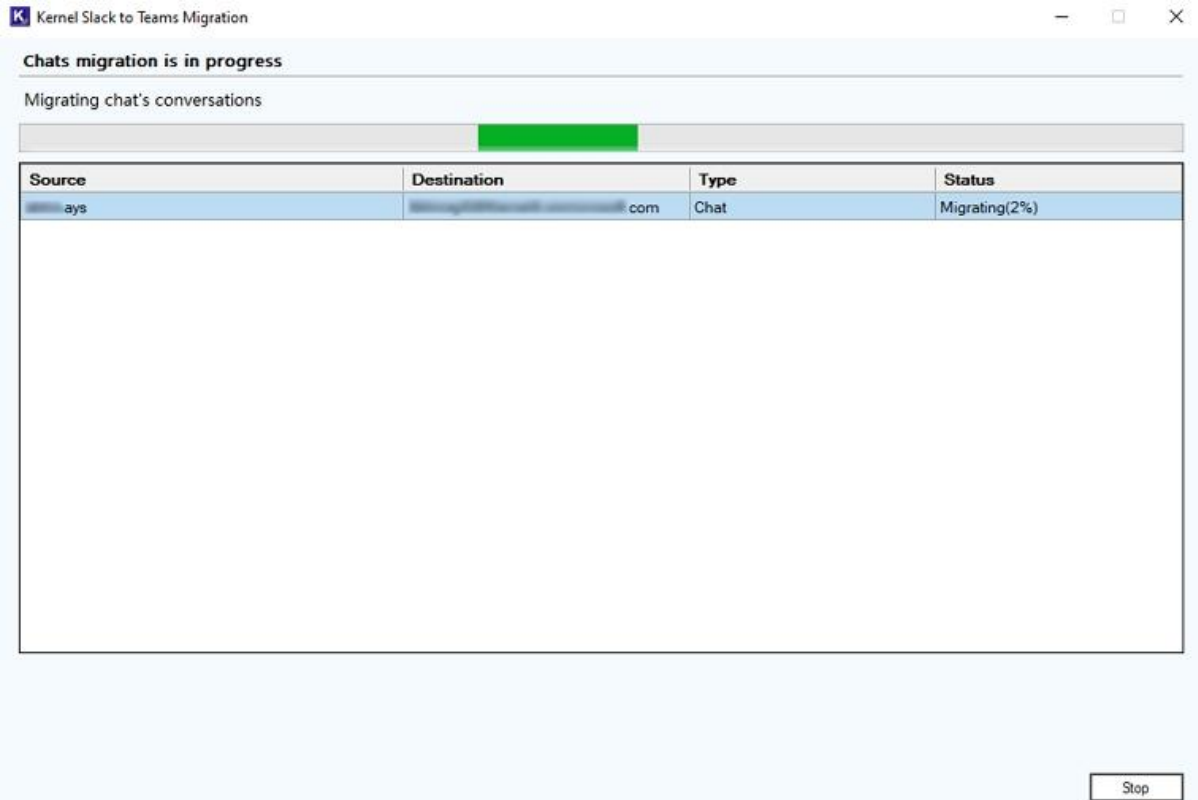 Kernel Slack to Teams Migration
Chats migration is in progress
Migrating chat's conversations
Source Destination Type Status
ays com Chat Migrating(2%)
Stop